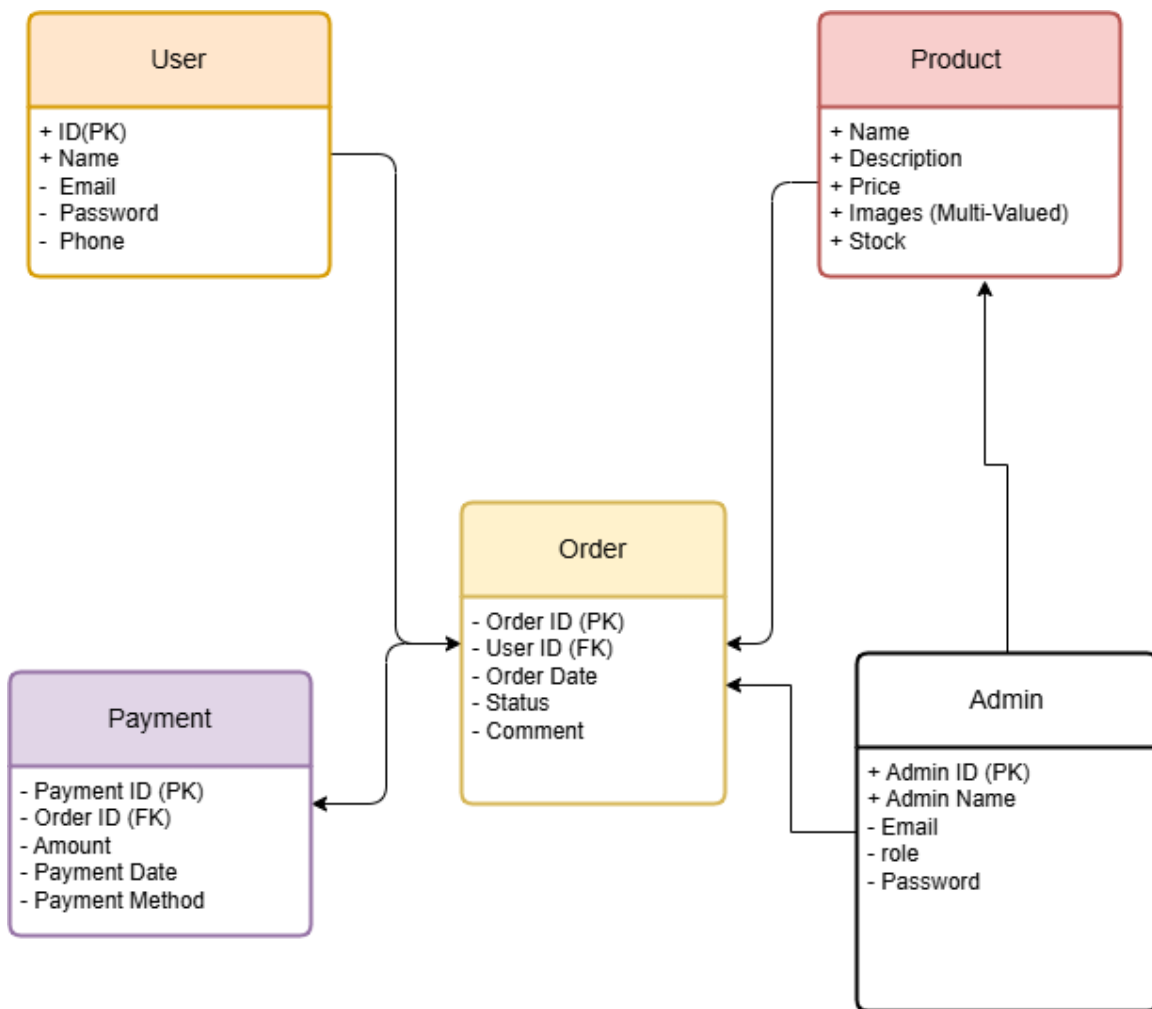 User
+ ID(PK)
+ Name
- Email
- Password
- Phone
Product
+ Name
+ Description
+ Price
+ Images (Multi-Valued)
+ Stock
Order
- Order ID (PK)
- User ID (FK)
- Order Date
- Status
- Comment
Payment
- Payment ID (PK)
- Order ID (FK)
- Amount
- Payment Date
- Payment Method
Admin
+ Admin ID (PK)
+ Admin Name
- Email
- role
- Password